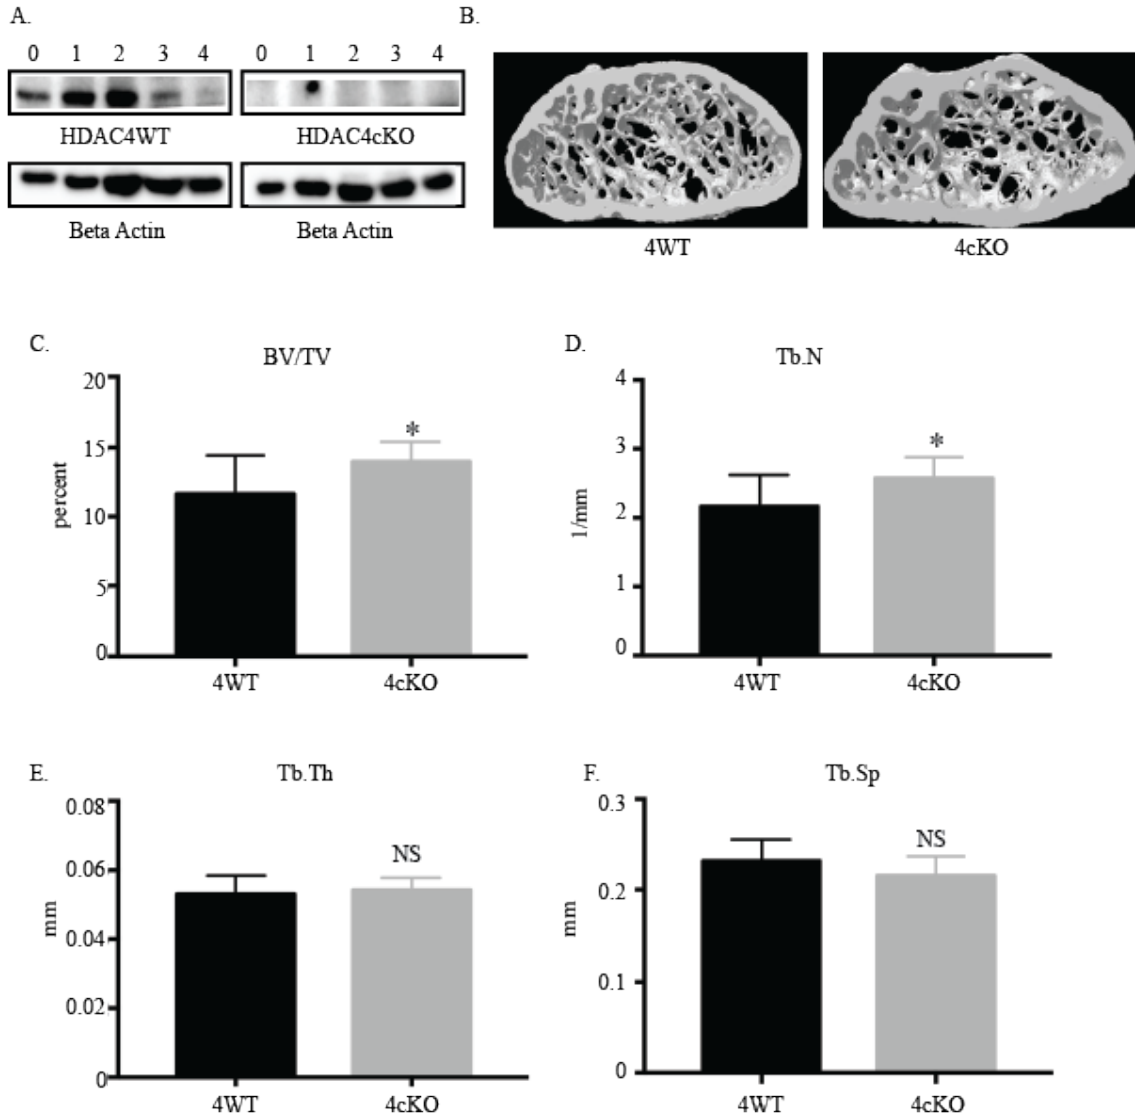 A.
0 1 2 3 4
0 1 2 3 4
HDAC4WT
HDAC4cKO
Beta Actin
Beta Actin
B.
4WT
4cKO
C.
BV/TV
20
15
10
5
0
percent
*
4WT
4cKO
D.
Tb.N
4
3
2
1
0
1/mm
*
4WT
4cKO
E.
Tb.Th
0.08
0.06
0.04
0.02
0
mm
NS
4WT
4cKO
F.
Tb.Sp
0.3
0.2
0.1
0
mm
NS
4WT
4cKO